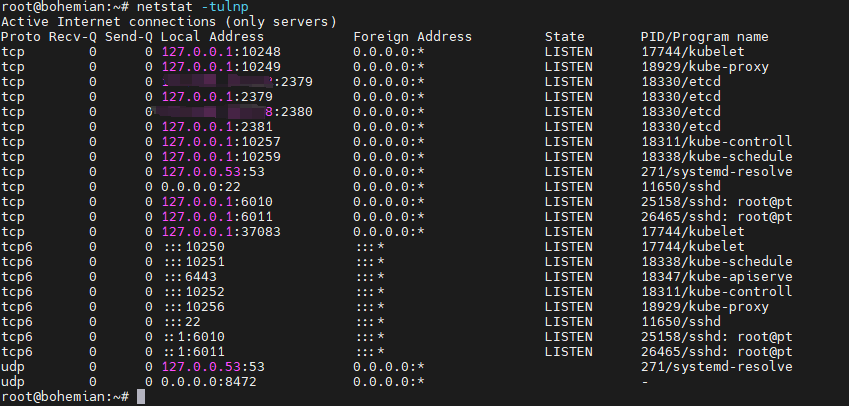 root@bohemian:~# netstat -tulnp
Active Internet connections (only servers)
Proto Recv-Q Send-Q Local Address           Foreign Address         State       PID/Program name
tcp        0      0 127.0.0.1:10248         0.0.0.0:*               LISTEN      17744/kubelet
tcp        0      0 127.0.0.1:10249         0.0.0.0:*               LISTEN      18929/kube-proxy
tcp        0      0 :2379         0.0.0.0:*               LISTEN      18330/etcd
tcp        0      0 127.0.0.1:2379          0.0.0.0:*               LISTEN      18330/etcd
tcp        0      0 8:2380         0.0.0.0:*               LISTEN      18330/etcd
tcp        0      0 127.0.0.1:2381          0.0.0.0:*               LISTEN      18330/etcd
tcp        0      0 127.0.0.1:10257         0.0.0.0:*               LISTEN      18311/kube-controll
tcp        0      0 127.0.0.1:10259         0.0.0.0:*               LISTEN      18338/kube-schedule
tcp        0      0 127.0.0.53:53           0.0.0.0:*               LISTEN      271/systemd-resolve
tcp        0      0 0.0.0.0:22              0.0.0.0:*               LISTEN      11650/sshd
tcp        0      0 127.0.0.1:6010          0.0.0.0:*               LISTEN      25158/sshd: root@pt
tcp        0      0 127.0.0.1:6011          0.0.0.0:*               LISTEN      26465/sshd: root@pt
tcp        0      0 127.0.0.1:37083         0.0.0.0:*               LISTEN      17744/kubelet
tcp6       0      0 :::10250                :::*                    LISTEN      17744/kubelet
tcp6       0      0 :::10251                :::*                    LISTEN      18338/kube-schedule
tcp6       0      0 :::6443                 :::*                    LISTEN      18347/kube-apiserve
tcp6       0      0 :::10252                :::*                    LISTEN      18311/kube-controll
tcp6       0      0 :::10256                :::*                    LISTEN      18929/kube-proxy
tcp6       0      0 :::22                   :::*                    LISTEN      11650/sshd
tcp6       0      0 ::1:6010                :::*                    LISTEN      25158/sshd: root@pt
tcp6       0      0 ::1:6011                :::*                    LISTEN      26465/sshd: root@pt
udp        0      0 127.0.0.53:53           0.0.0.0:*                           271/systemd-resolve
udp        0      0 0.0.0.0:8472            0.0.0.0:*                           -
root@bohemian:~#